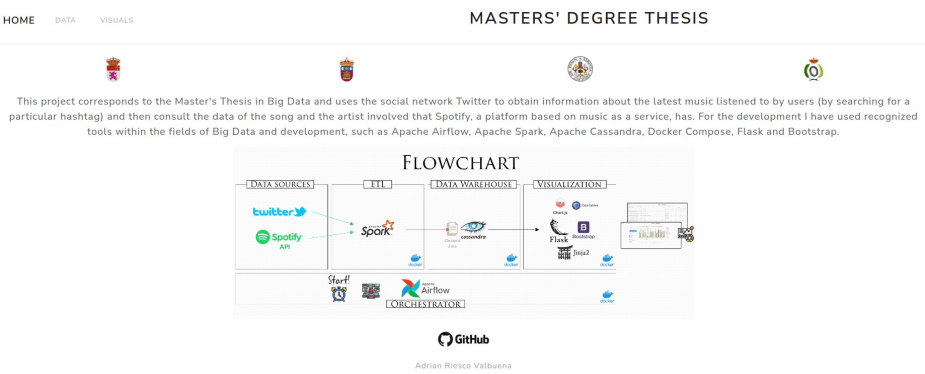 HOME DATA VISUALS
MASTERS' DEGREE THESIS
This project corresponds to the Master's Thesis in Big Data and uses the social network Twitter to obtain information about the latest music listened to by users (by searching for a
particular hashtag) and then consult the data of the song and the artist involved that Spotify, a platform based on music as a service, has. For the development I have used recognized
tools within the fields of Big Data and development, such as Apache Airflow, Apache Spark, Apache Cassandra, Docker Compose, Flask and Bootstrap.
FLOWCHART
DATA SOURCES ETL DATA WAREHOUSE VISUALIZATION
twitter
Spotify
API
APACHE
Spark
cassandra
Chart.js
Flask
Bootstrap
Jinja2
docker
docker
docker
Start!
Apache
Airflow
docker
ORCHESTRATOR
GitHub
Adrian Riesco Valbuena